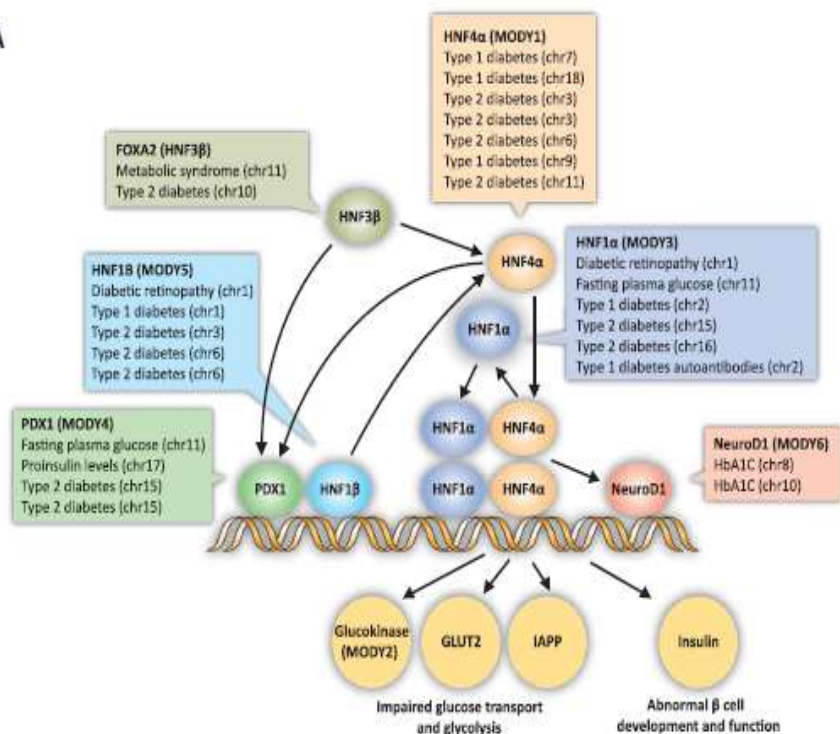 A
HNF4α (MODY1)
Type 1 diabetes (chr7)
Type 1 diabetes (chr18)
Type 2 diabetes (chr3)
Type 2 diabetes (chr3)
Type 2 diabetes (chr6)
Type 1 diabetes (chr9)
Type 2 diabetes (chr11)
FOXA2 (HNF3β)
Metabolic syndrome (chr11)
Type 2 diabetes (chr10)
HNF3β
HNF4α
HNF1α (MODY3)
Diabetic retinopathy (chr1)
Fasting plasma glucose (chr11)
Type 1 diabetes (chr2)
Type 2 diabetes (chr15)
Type 2 diabetes (chr16)
Type 1 diabetes autoantibodies (chr2)
HNF1B (MODY5)
Diabetic retinopathy (chr1)
Type 1 diabetes (chr1)
Type 2 diabetes (chr3)
Type 2 diabetes (chr6)
Type 2 diabetes (chr6)
HNF1α
PDX1 (MODY4)
Fasting plasma glucose (chr11)
Proinsulin levels (chr17)
Type 2 diabetes (chr15)
Type 2 diabetes (chr15)
HNF1α
HNF4α
NeuroD1 (MODY6)
HbA1C (chr8)
HbA1C (chr10)
PDX1
HNF1β
HNF1α
HNF4α
NeuroD1
Glucokinase
(MODY2)
GLUT2
IAPP
Insulin
Impaired glucose transport
and glycolysis
Abnormal β cell
development and function